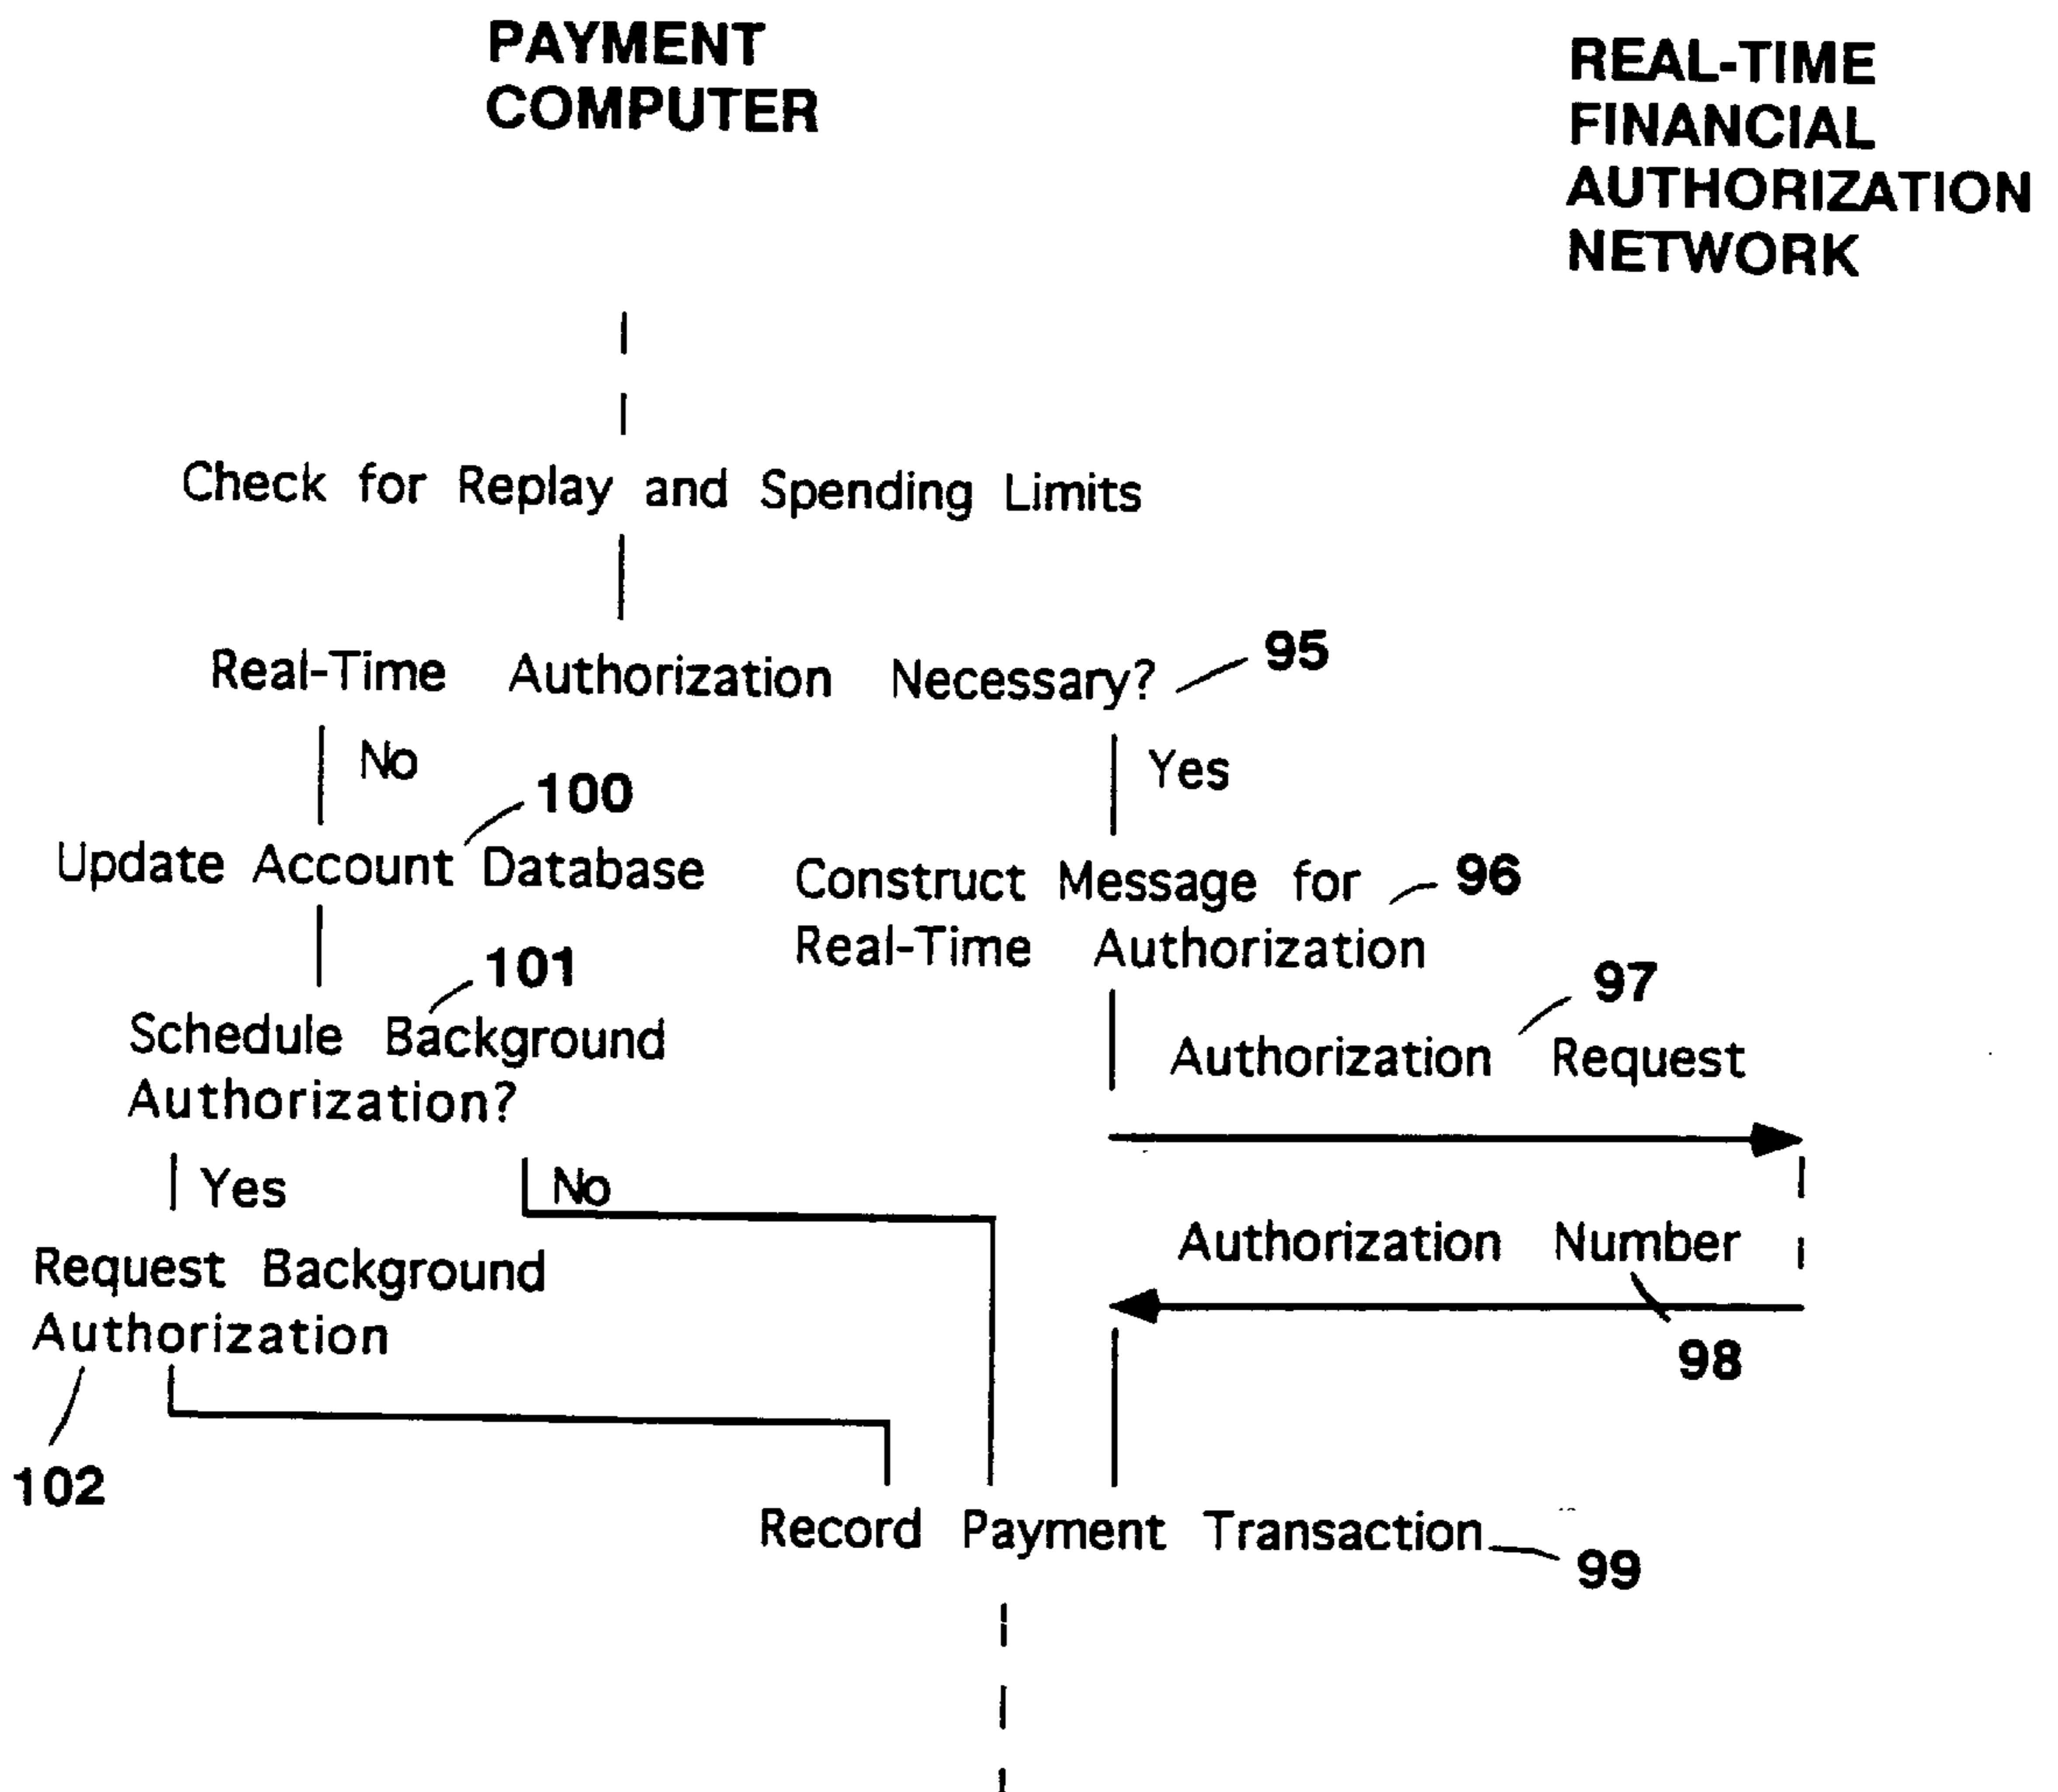 PAYMENT
COMPUTER
REAL-TIME
FINANCIAL
AUTHORIZATION
NETWORK
Check for Replay and Spending Limits
Real-Time Authorization Necessary?
95
No
Yes
100
Update Account Database
Construct Message for
Real-Time Authorization
96
101
Schedule Background
Authorization?
97
Authorization Request
Yes
No
Authorization Number
98
Request Background
Authorization
102
Record Payment Transaction
99